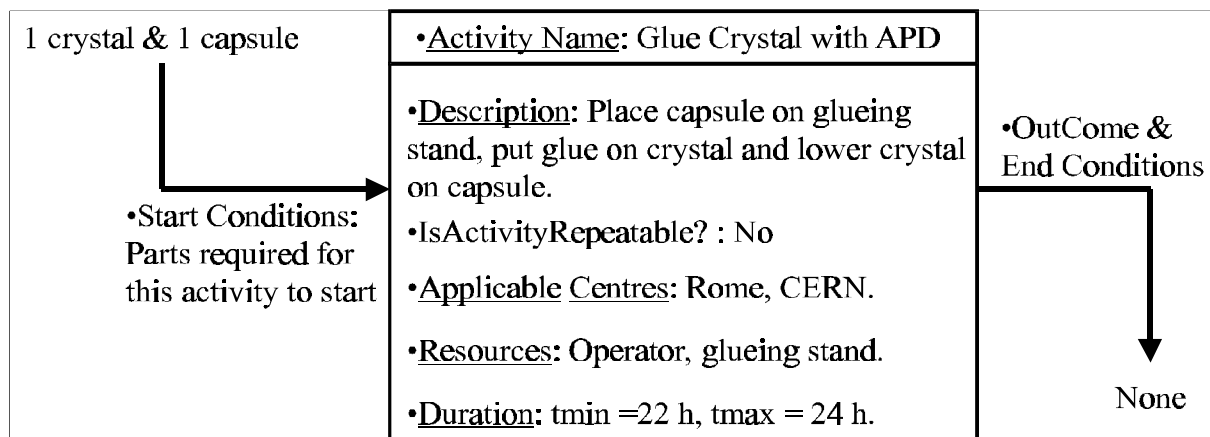 1 crystal & 1 capsule
•Start Conditions:
Parts required for
this activity to start
•Activity Name: Glue Crystal with APD
•Description: Place capsule on glueing
stand, put glue on crystal and lower crystal
on capsule.
•IsActivityRepeatable? : No
•Applicable Centres: Rome, CERN.
•Resources: Operator, glueing stand.
•Duration: tmin =22 h, tmax = 24 h.
•OutCome &
End Conditions
None